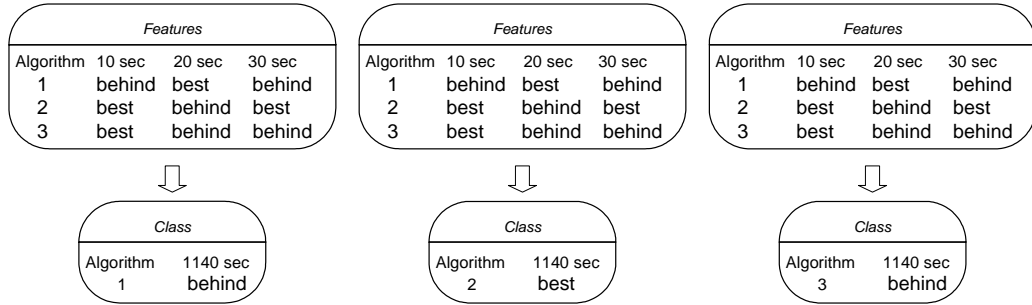 Features
Algorithm 10 sec 20 sec 30 sec
1 behind best behind
2 best behind best
3 best behind behind
Class
Algorithm 1140 sec
1 behind
Features
Algorithm 10 sec 20 sec 30 sec
1 behind best behind
2 best behind best
3 best behind behind
Class
Algorithm 1140 sec
2 best
Features
Algorithm 10 sec 20 sec 30 sec
1 behind best behind
2 best behind best
3 best behind behind
Class
Algorithm 1140 sec
3 behind